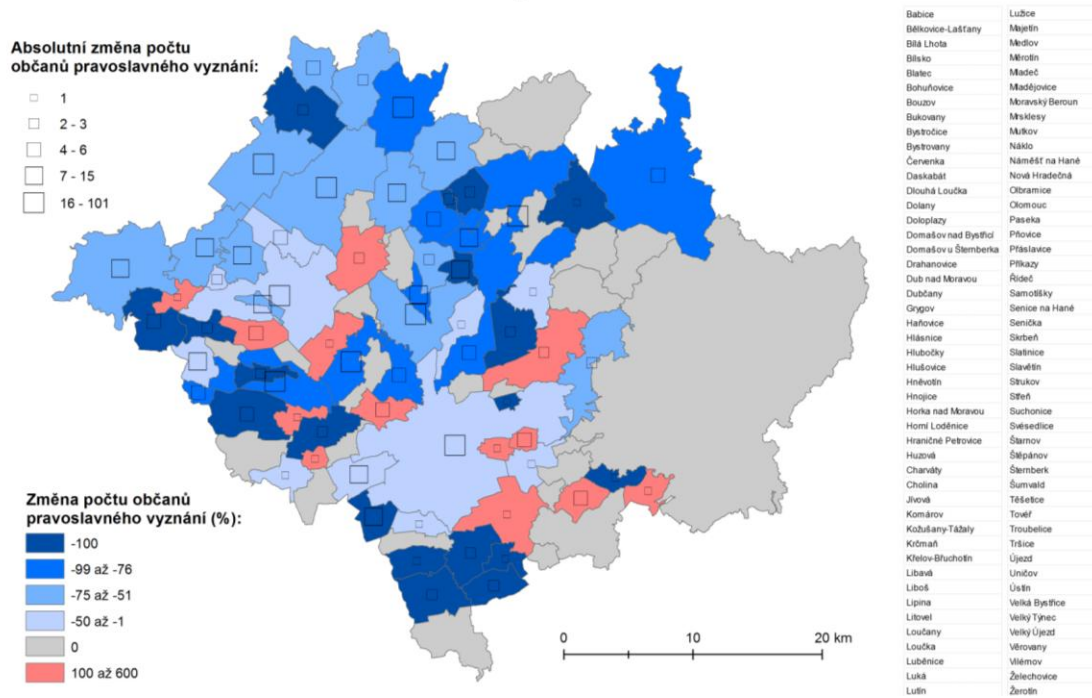 Absolutní změna počtu
občanů pravoslavného vyznání:
1
2 - 3
4 - 6
7 - 15
16 - 101
Změna počtu občanů
pravoslavného vyznání (%):
-100
-99 až -76
-75 až -51
-50 až -1
0
100 až 600
0
10
20 km
Babice
Bělkovice-Lašťany
Bílá Lhota
Bílsko
Blatec
Bohuňovice
Bouzov
Bukovany
Bystročice
Bystrovany
Červenka
Daskabát
Dlouhá Loučka
Dolany
Doloplazy
Domašov nad Bystřicí
Domašov u Šternberka
Drahanovice
Dub nad Moravou
Dubčany
Grygov
Haňovice
Hlásnice
Hlubočky
Hlušovice
Hněvotín
Hnojice
Horka nad Moravou
Horní Loděnice
Hraničné Petrovice
Huzová
Charváty
Cholina
Jívová
Komárov
Kožušany-Tážaly
Krčmaň
Křelov-Břuchotín
Libavá
Liboš
Lipina
Litovel
Loučany
Loučka
Luběnice
Luká
Lutín
Lužice
Majetín
Medlov
Měrotín
Mladeč
Mladějovice
Moravský Beroun
Mrsklesy
Mutkov
Náklo
Náměšť na Hané
Nová Hradečná
Olbramice
Olomouc
Paseka
Pňovice
Přáslavice
Příkazy
Řídeč
Samotišky
Senice na Hané
Senička
Skrbeň
Slatinice
Slavětín
Strukov
Střeň
Suchonice
Svésedlice
Štarnov
Štěpánov
Šternberk
Šumvald
Těšetice
Tovéř
Troubelice
Tršice
Újezd
Uničov
Ústín
Velká Bystřice
Velký Týnec
Velký Újezd
Věrovany
Vilémov
Želechovice
Žerotín